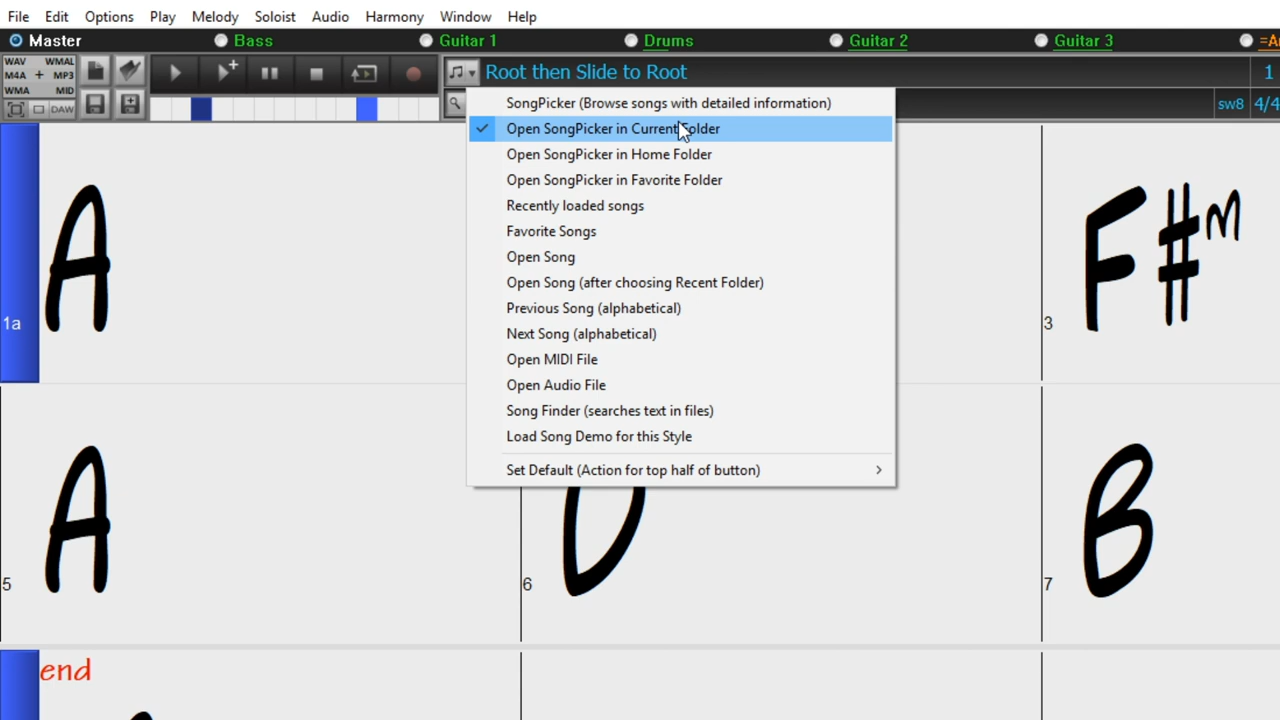 File Edit Options Play Melody Soloist Audio Harmony Window Help
Master Bass Guitar 1 Drums Guitar 2 Guitar 3
WAV WMAL
M4A + MP3
WMA MID
DAW
Root then Slide to Root 1
sw8 4/4
SongPicker (Browse songs with detailed information)
Open SongPicker in Current Folder
Open SongPicker in Home Folder
Open SongPicker in Favorite Folder
Recently loaded songs
Favorite Songs
Open Song
Open Song (after choosing Recent Folder)
Previous Song (alphabetical)
Next Song (alphabetical)
Open MIDI File
Open Audio File
Song Finder (searches text in files)
Load Song Demo for this Style
Set Default (Action for top half of button)
1a A 3 F#m
5 A 6 D 7 B
end